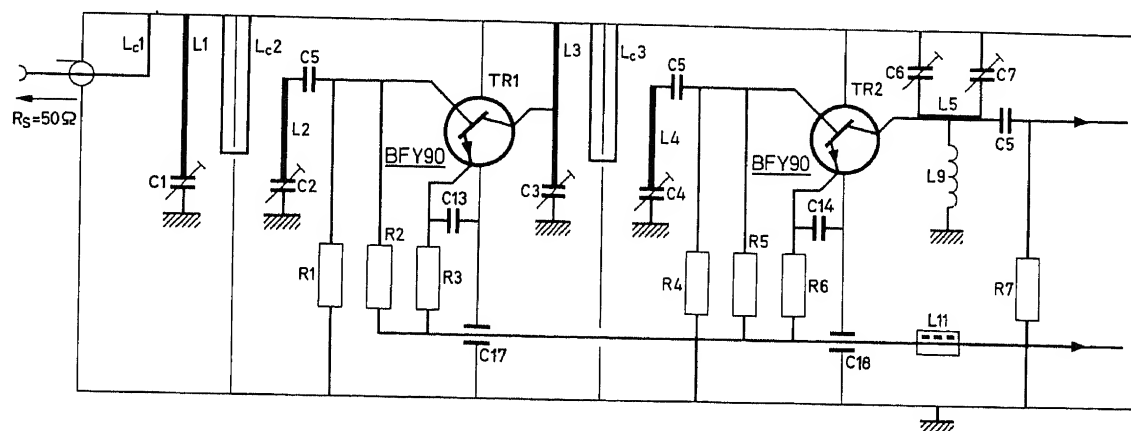 Lc1
L1
Lc2
C5
L2
TR1
L3
Lc3
C5
L4
TR2
C6
C7
L5
C5
RS=50Ω
BFY90
BFY90
L9
C1
C2
C13
C3
C4
C14
R1
R2
R3
R4
R5
R6
R7
L11
C17
C18